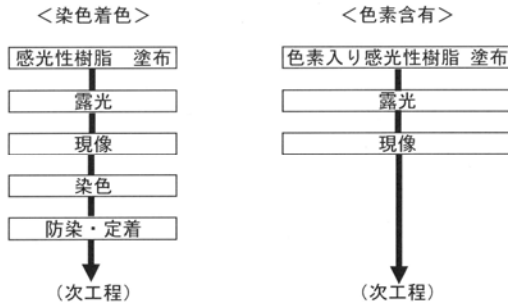 ＜染色着色＞
感光性樹脂　塗布
露光
現像
染色
防染・定着
(次工程)
＜色素含有＞
色素入り感光性樹脂 塗布
露光
現像
(次工程)